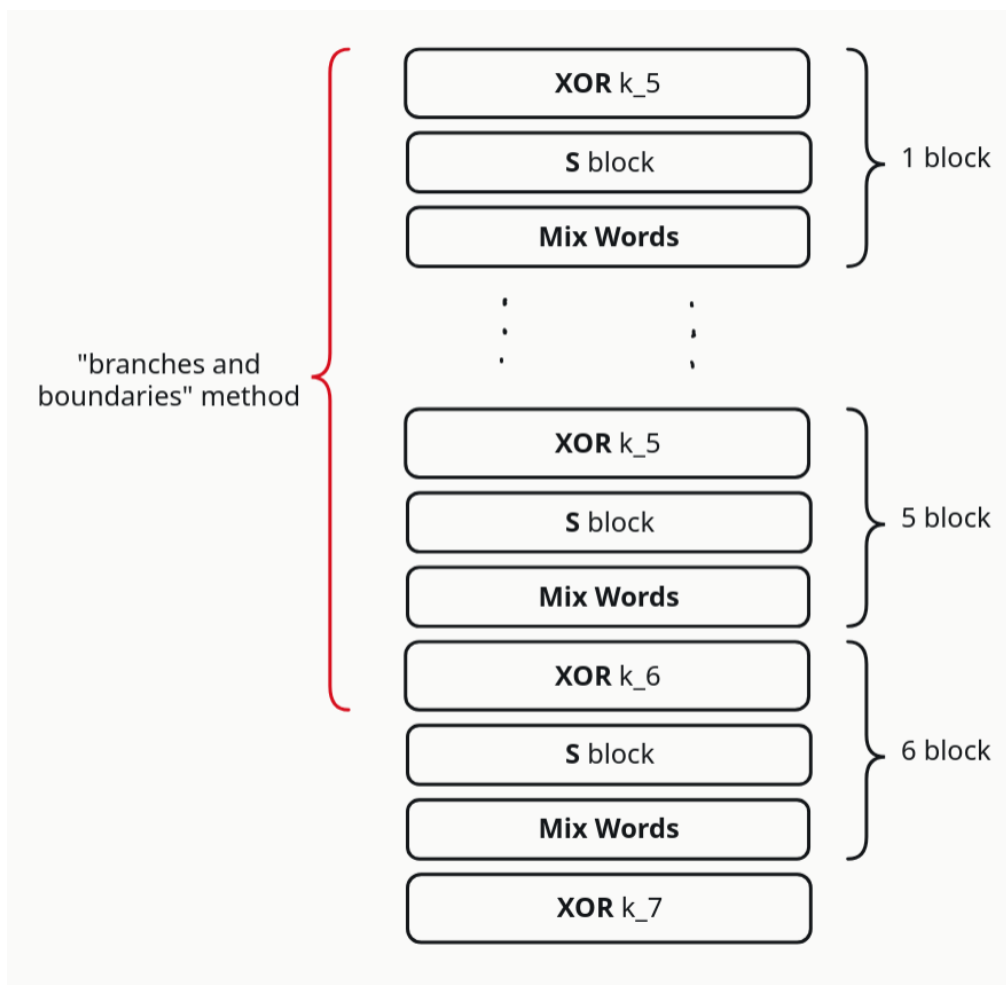 XOR k_5
S block
1 block
Mix Words
"branches and
boundaries" method
XOR k_5
S block
5 block
Mix Words
XOR k_6
S block
6 block
Mix Words
XOR k_7